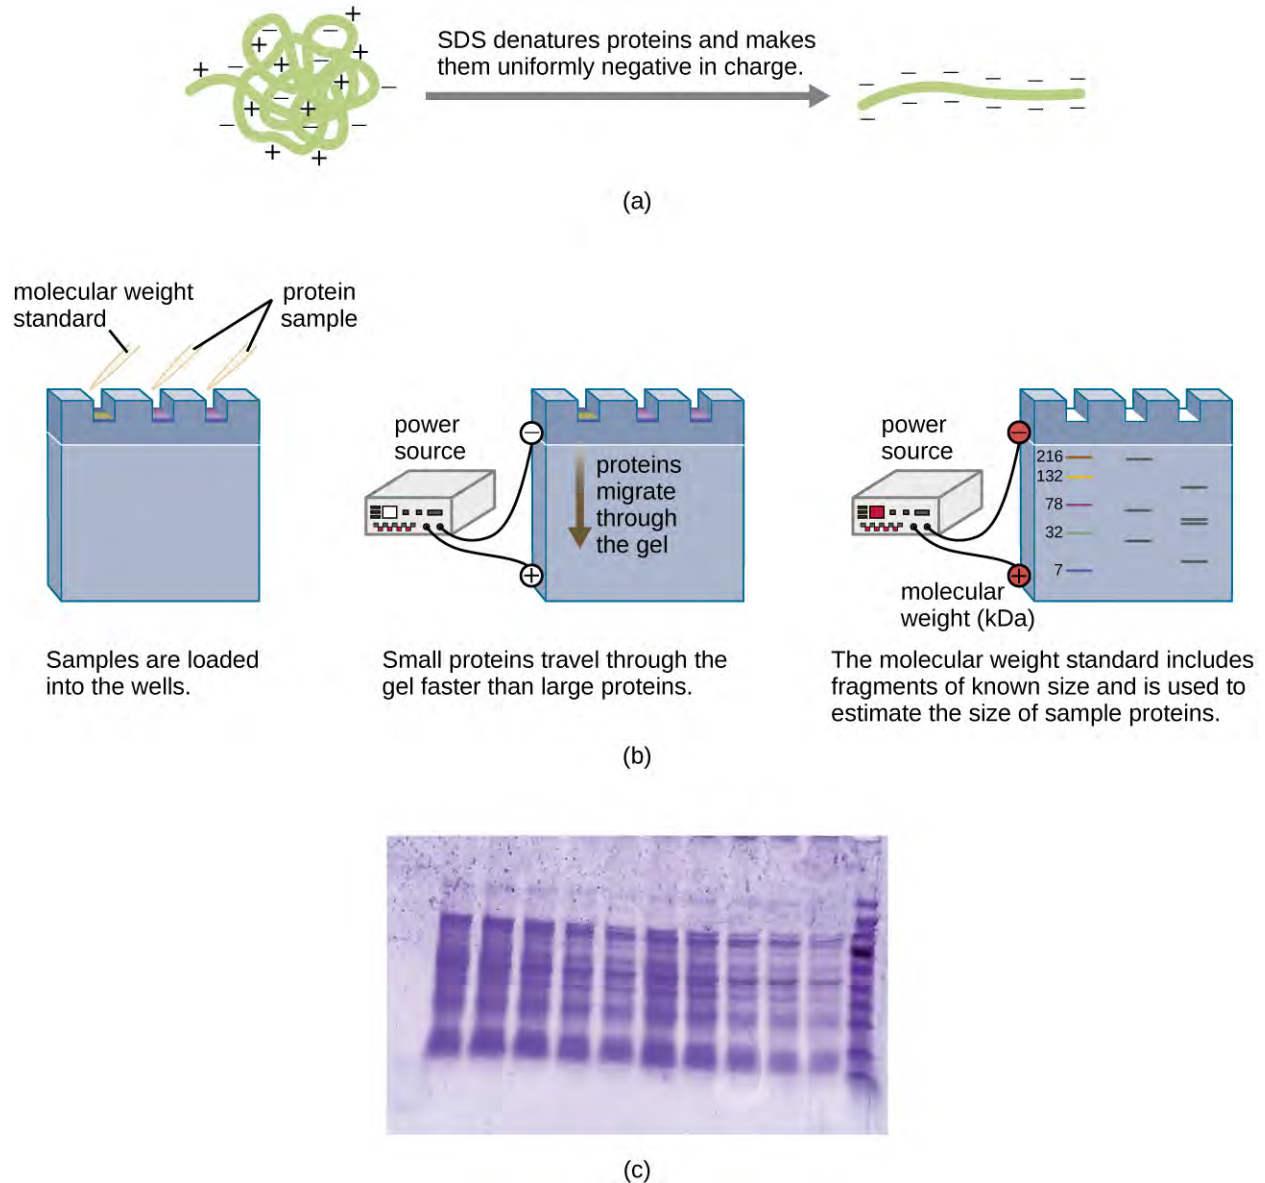 SDS denatures proteins and makes
them uniformly negative in charge.
(a)
molecular weight
standard
protein
sample
Samples are loaded
into the wells.
power
source
proteins
migrate
through
the gel
Small proteins travel through the
gel faster than large proteins.
power
source
216
132
78
32
7
molecular
weight (kDa)
The molecular weight standard includes
fragments of known size and is used to
estimate the size of sample proteins.
(b)
(c)